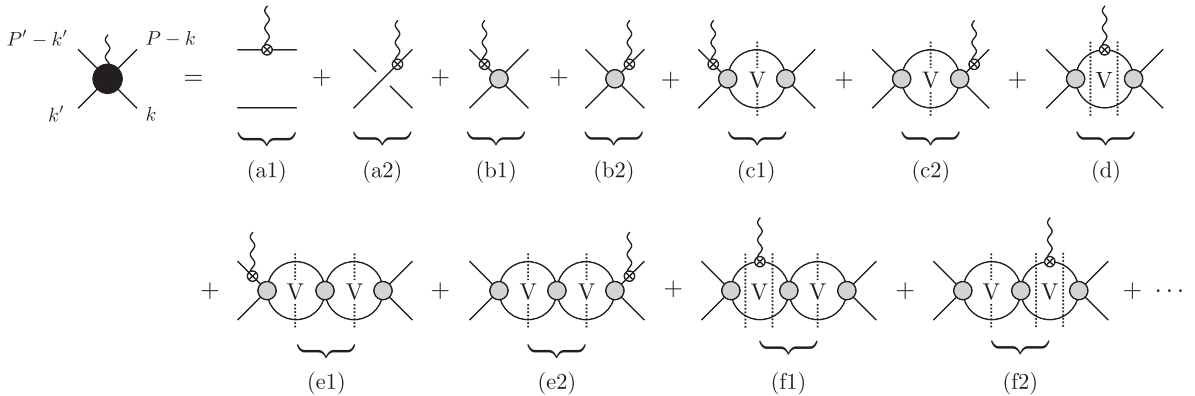 P′ − k′ P − k
k′ k
= + + + + + +
V V V
(a1) (a2) (b1) (b2) (c1) (c2) (d)
+ V V + V V + V V + V V + ···
(e1) (e2) (f1) (f2)